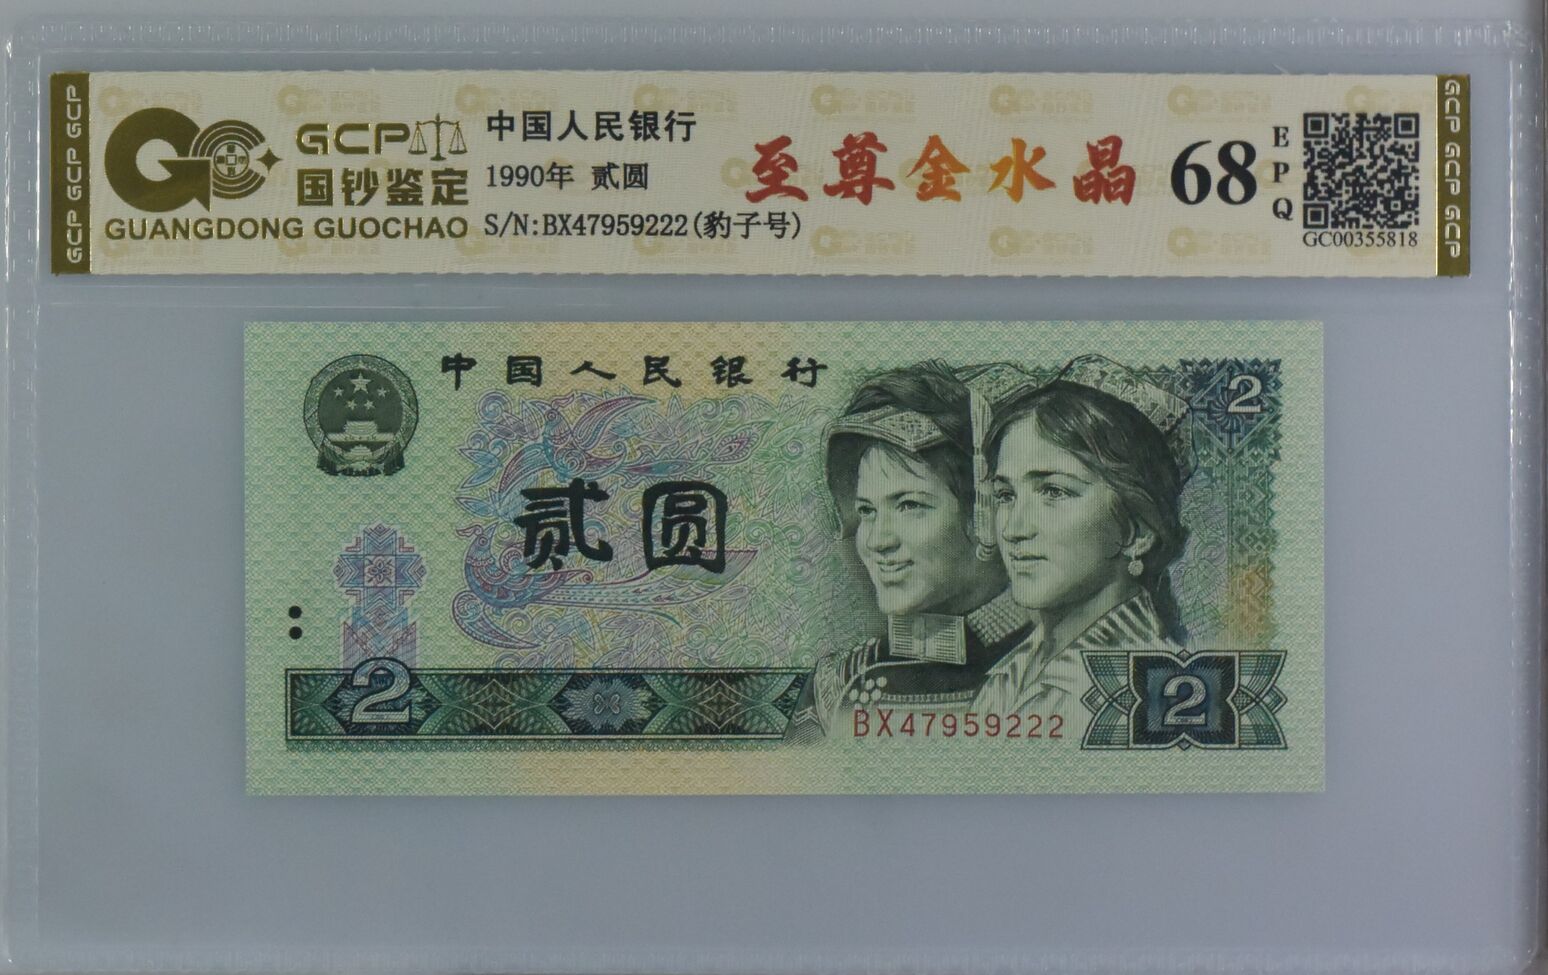 GCP GCP GCP
GCP
国钞鉴定
GUANGDONG GUOCHAO
中国人民银行
1990年 贰圆
S/N:BX47959222(豹子号)
至尊金水晶
68
E
P
Q
GC00355818
GCP GCP GCP
中国人民银行
2
贰圆
2
BX47959222
2